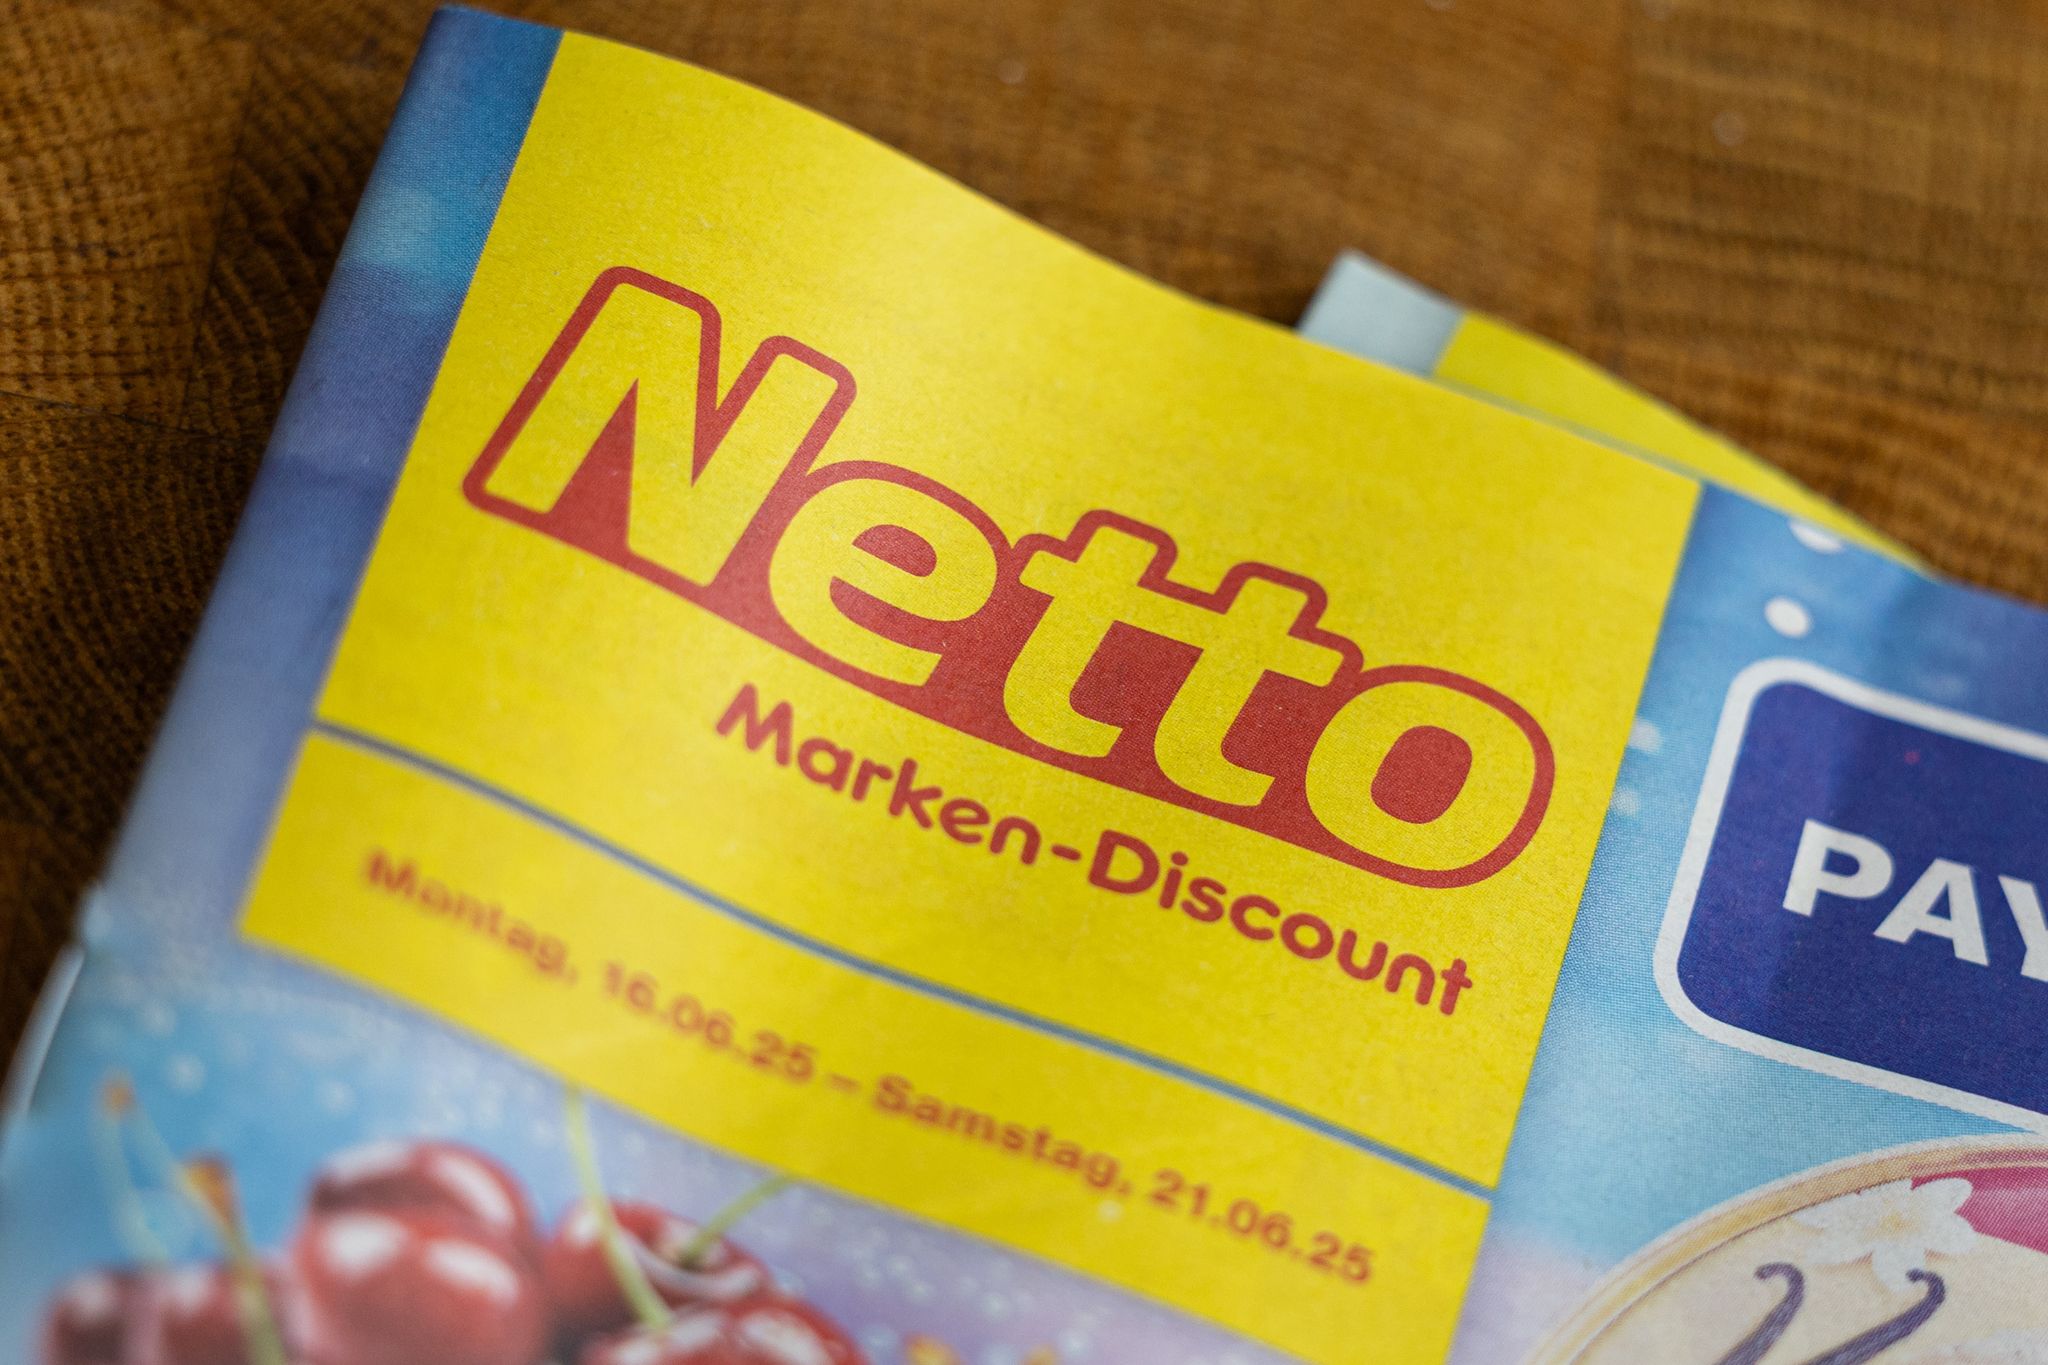 Netto
Marken-Discount
Montag, 16.06.25 – Samstag, 21.06.25
PAY